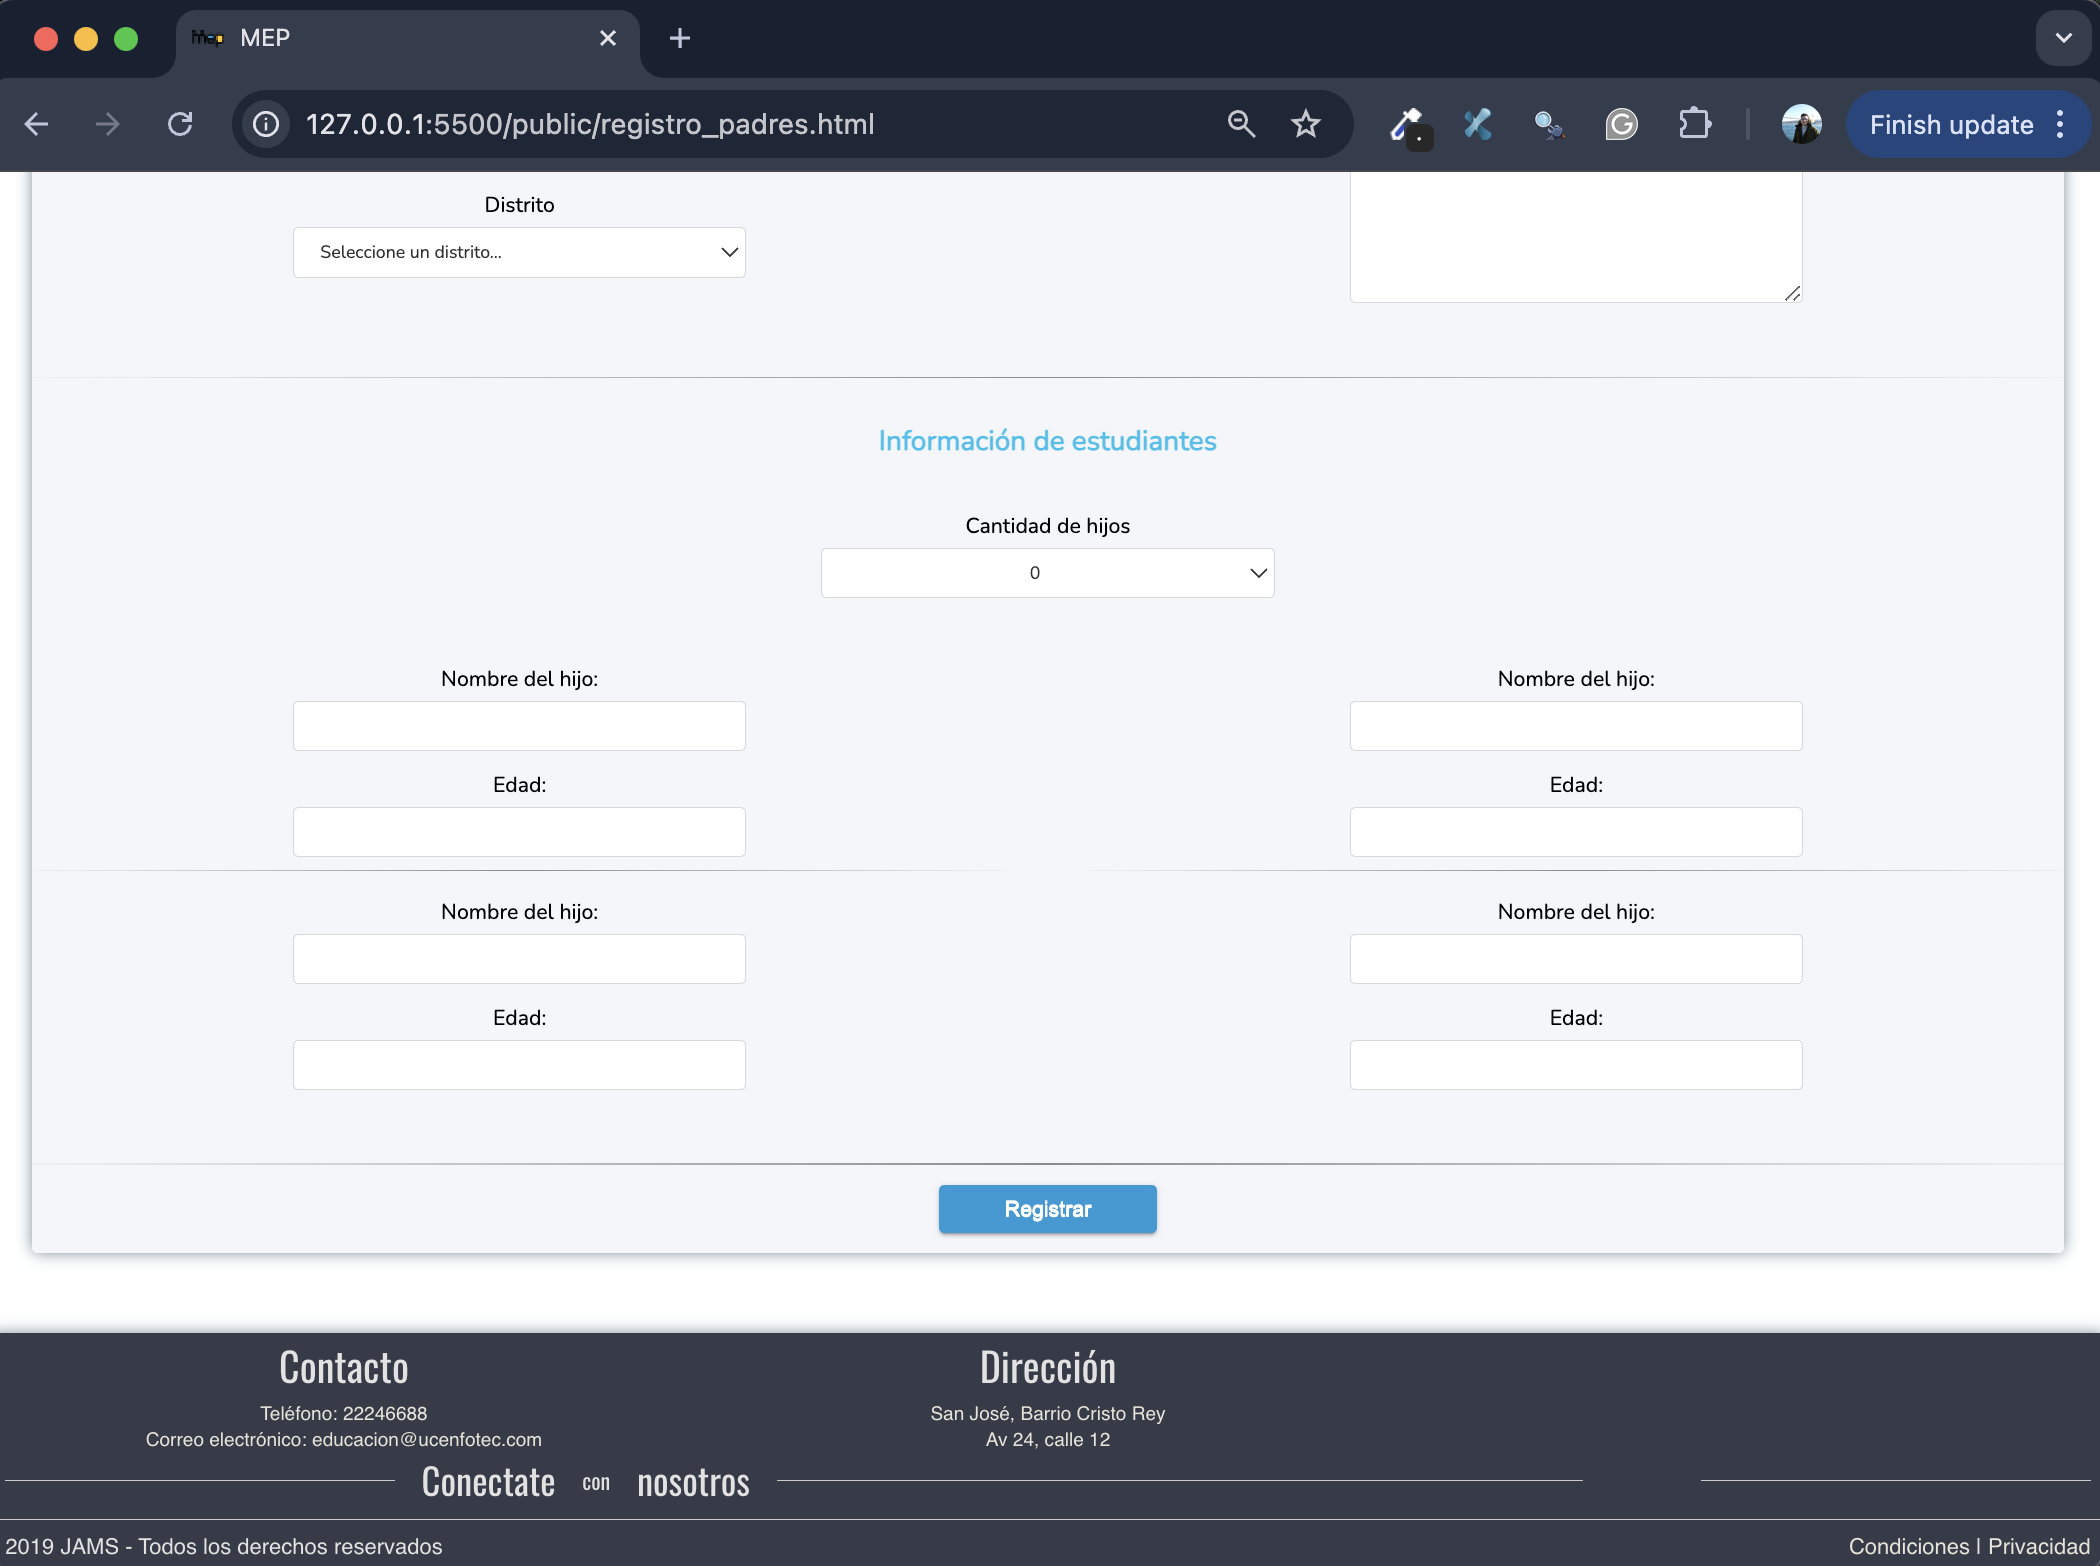 MEP
127.0.0.1:5500/public/registro_padres.html
Finish update
Distrito
Seleccione un distrito...
Información de estudiantes
Cantidad de hijos
0
Nombre del hijo:
Nombre del hijo:
Edad:
Edad:
Nombre del hijo:
Nombre del hijo:
Edad:
Edad:
Registrar
Contacto
Teléfono: 22246688
Correo electrónico: educacion@ucenfotec.com
Dirección
San José, Barrio Cristo Rey
Av 24, calle 12
Conectate con nosotros
2019 JAMS - Todos los derechos reservados
Condiciones | Privacidad